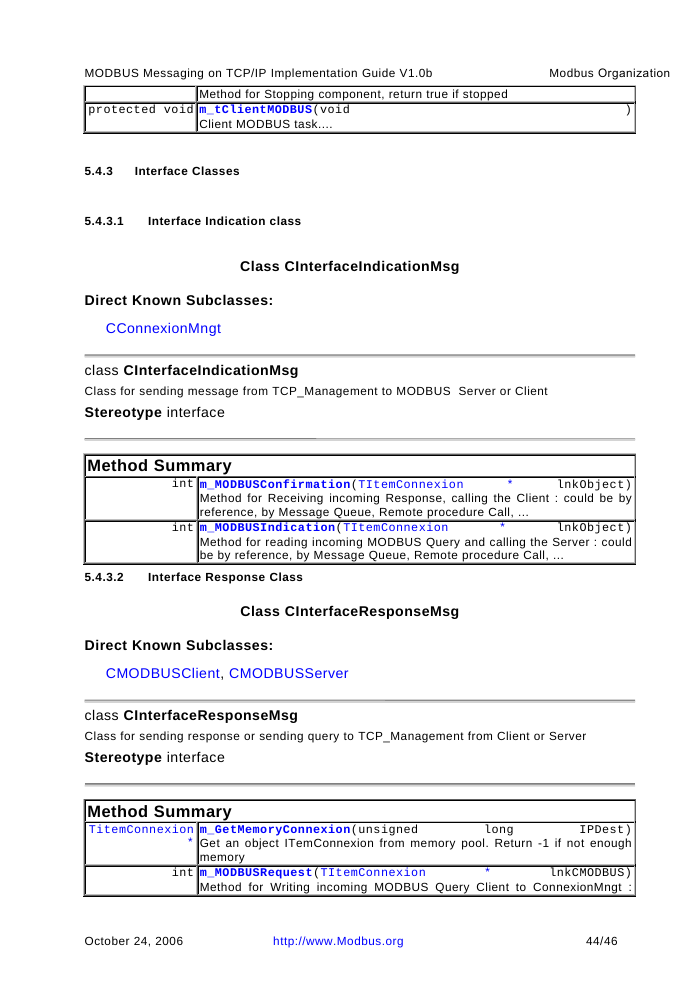 MODBUS Messaging on TCP/IP Implementation Guide V1.0b Modbus Organization
Method for Stopping component, return true if stopped
protected void m_tClientMODBUS(void )
Client MODBUS task....
5.4.3 Interface Classes
5.4.3.1 Interface Indication class
Class CInterfaceIndicationMsg
Direct Known Subclasses:
CConnexionMngt
class CInterfaceIndicationMsg
Class for sending message from TCP_Management to MODBUS Server or Client
Stereotype interface
Method Summary
int m_MODBUSConfirmation(TItemConnexion * lnkObject)
Method for Receiving incoming Response, calling the Client : could be by
reference, by Message Queue, Remote procedure Call, ...
int m_MODBUSIndication(TItemConnexion * lnkObject)
Method for reading incoming MODBUS Query and calling the Server : could
be by reference, by Message Queue, Remote procedure Call, ...
5.4.3.2 Interface Response Class
Class CInterfaceResponseMsg
Direct Known Subclasses:
CMODBUSClient, CMODBUSServer
class CInterfaceResponseMsg
Class for sending response or sending query to TCP_Management from Client or Server
Stereotype interface
Method Summary
TitemConnexion m_GetMemoryConnexion(unsigned long IPDest)
* Get an object ITemConnexion from memory pool. Return -1 if not enough
memory
int m_MODBUSRequest(TItemConnexion * lnkCMODBUS)
Method for Writing incoming MODBUS Query Client to ConnexionMngt :
October 24, 2006 http://www.Modbus.org 44/46